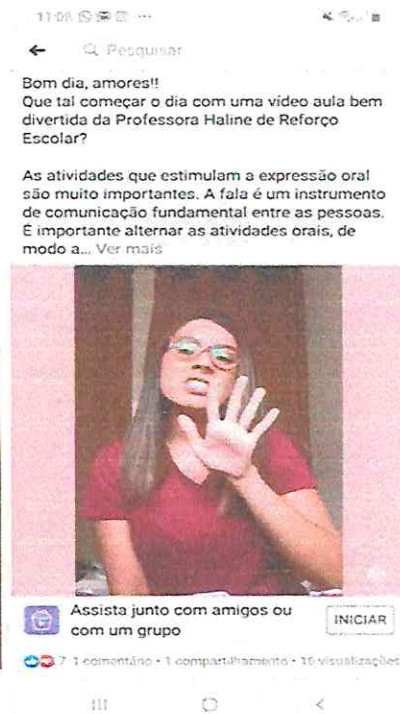 11:08
Pesquisar
Bom dia, amores!!
Que tal começar o dia com uma vídeo aula bem
divertida da Professora Haline de Reforço
Escolar?
As atividades que estimulam a expressão oral
são muito importantes. A fala é um instrumento
de comunicação fundamental entre as pessoas.
É importante alternar as atividades orais, de
modo a... Ver mais
Assista junto com amigos ou
com um grupo
INICIAR
7 1 comentário • 1 compartilhamento • 16 visualizações